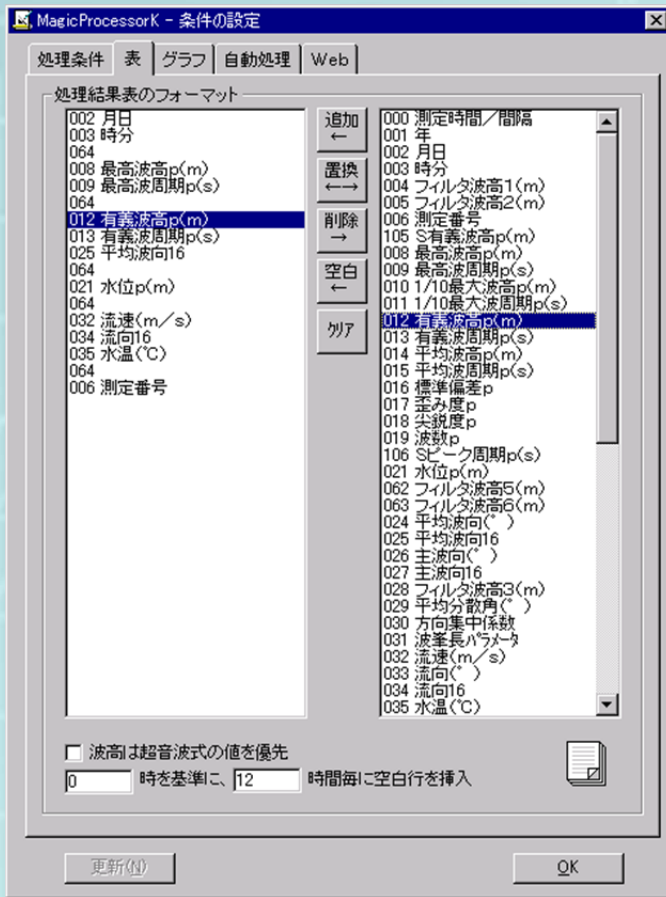 MagicProcessorK - 条件の設定
処理条件
表
グラフ
自動処理
Web
処理結果表のフォーマット
002 月日
003 時分
064
008 最高波高p(m)
009 最高波周期p(s)
064
012 有義波高p(m)
013 有義波周期p(s)
025 平均波向16
064
021 水位p(m)
064
032 流速(m/s)
034 流向16
035 水温(℃)
064
006 測定番号
追加
←
置換
←→
削除
→
空白
←
クリア
000 測定時間/間隔
001 年
002 月日
003 時分
004 フィルタ波高1(m)
005 フィルタ波高2(m)
006 測定番号
105 S有義波高p(m)
008 最高波高p(m)
009 最高波周期p(s)
010 1/10最大波高p(m)
011 1/10最大波周期p(s)
012 有義波高p(m)
013 有義波周期p(s)
014 平均波高p(m)
015 平均波周期p(s)
016 標準偏差p
017 歪み度p
018 尖鋭度p
019 波数p
106 Sピーク周期p(s)
021 水位p(m)
062 フィルタ波高5(m)
063 フィルタ波高6(m)
024 平均波向(°)
025 平均波向16
026 主波向(°)
027 主波向16
028 フィルタ波高3(m)
029 平均分散角(°)
030 方向集中係数
031 波峯長パラメータ
032 流速(m/s)
033 流向(°)
034 流向16
035 水温(℃)
波高は超音波式の値を優先
0 時を基準に、 12 時間毎に空白行を挿入
更新(N)
OK